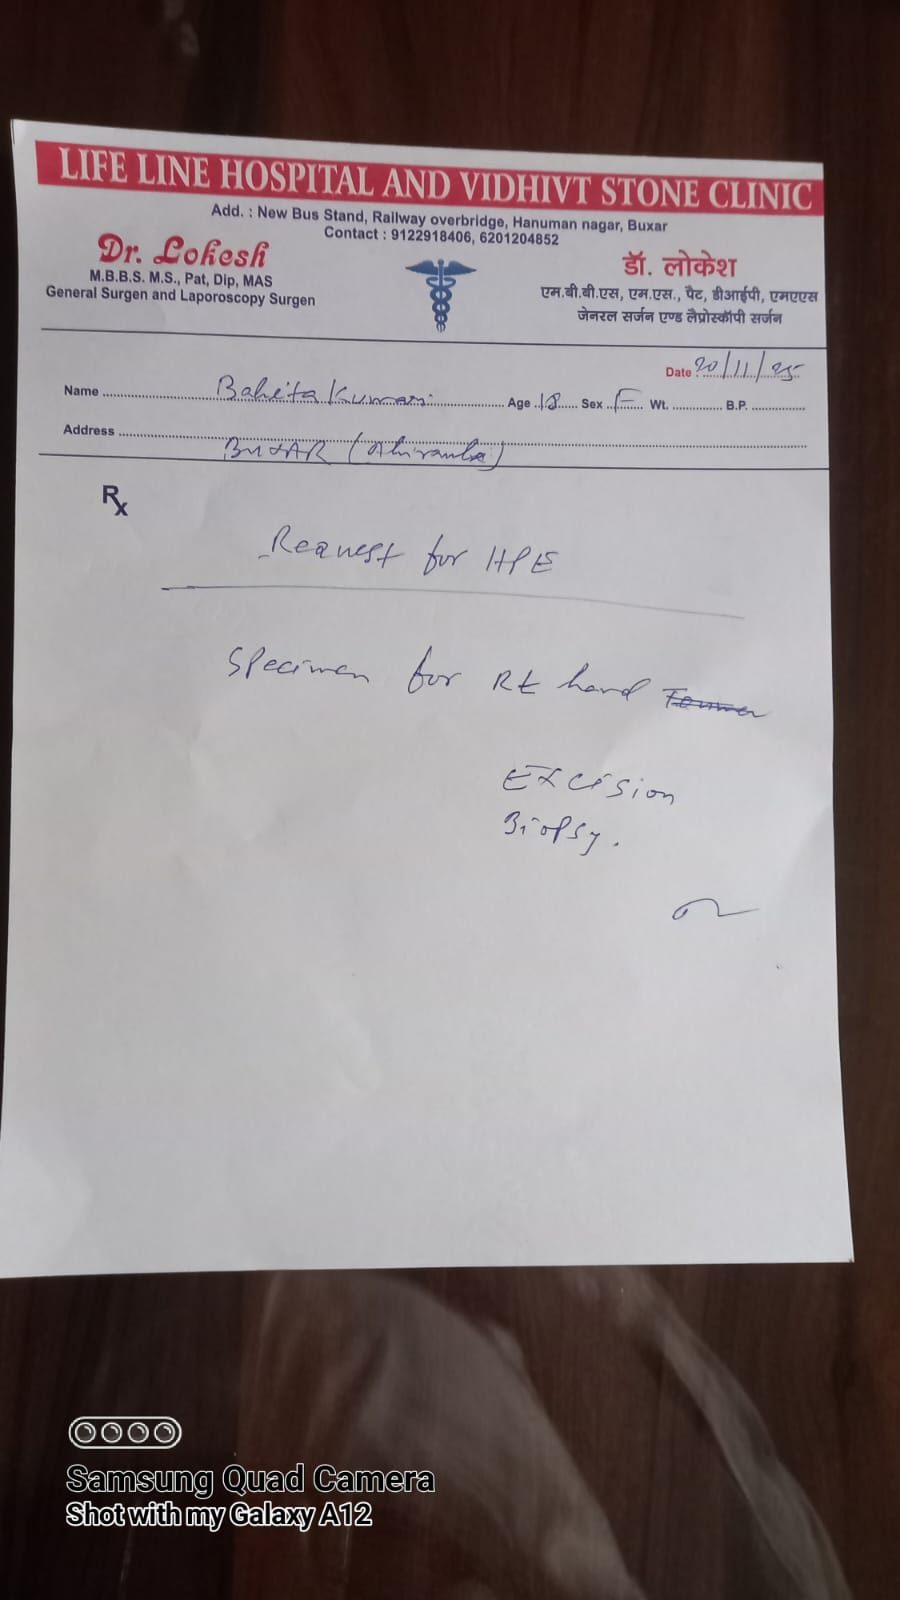 LIFE LINE HOSPITAL AND VIDHIVT STONE CLINIC
Add. : New Bus Stand, Railway overbridge, Hanuman nagar, Buxar
Contact : 9122918406, 6201204852
Dr. Lokesh
M.B.B.S. M.S., Pat, Dip, MAS
General Surgen and Laporoscopy Surgen
डॉ. लोकेश
एम.बी.बी.एस, एम.एस., पैट, डीआईपी, एमएएस
जेनरल सर्जन एण्ड लैप्रोस्कॉपी सर्जन
Date 20/11/25
Name Kumari Age 18 Sex F Wt. B.P.
Address BUXAR
Rx
Request for HPE
Specimen for Rt hand
Excision
Biopsy.
Samsung Quad Camera
Shot with my Galaxy A12